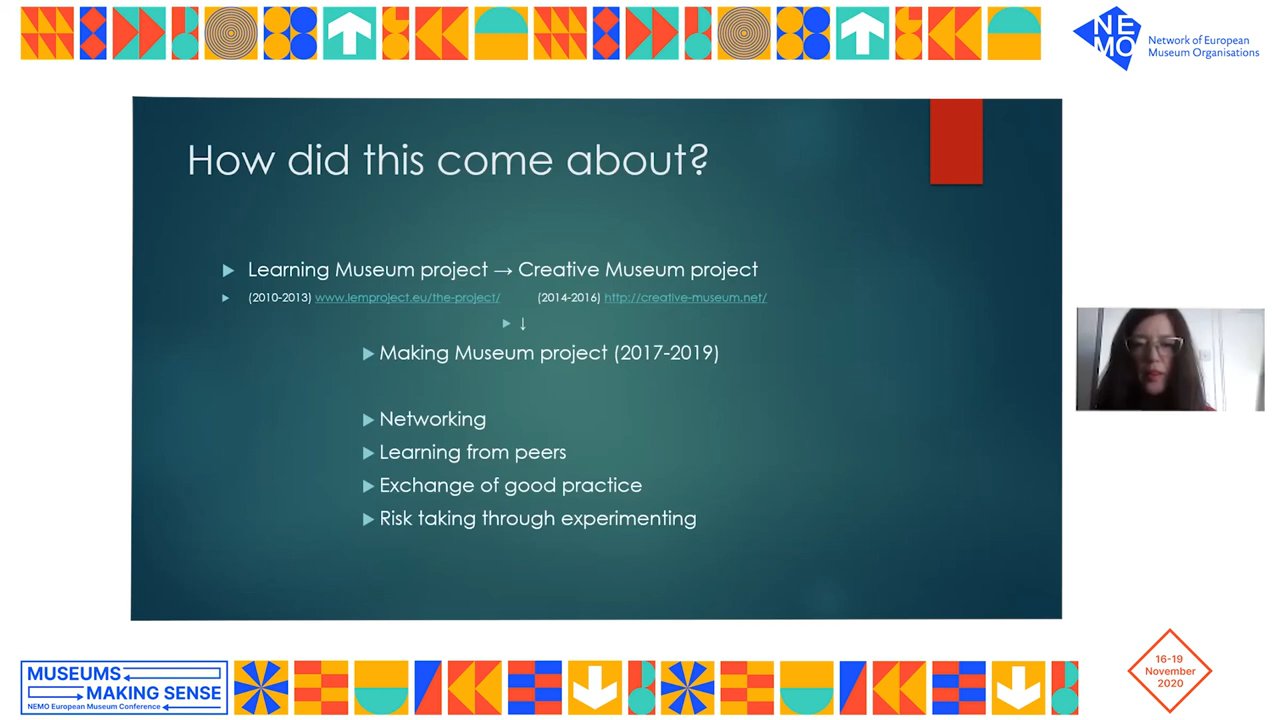 NE
MO
Network of European
Museum Organisations
How did this come about?
Learning Museum project → Creative Museum project
(2010-2013) www.lemproject.eu/the-project/ (2014-2016) http://creative-museum.net/
↓
Making Museum project (2017-2019)
Networking
Learning from peers
Exchange of good practice
Risk taking through experimenting
MUSEUMS
MAKING SENSE
NEMO European Museum Conference
16-19
November
2020